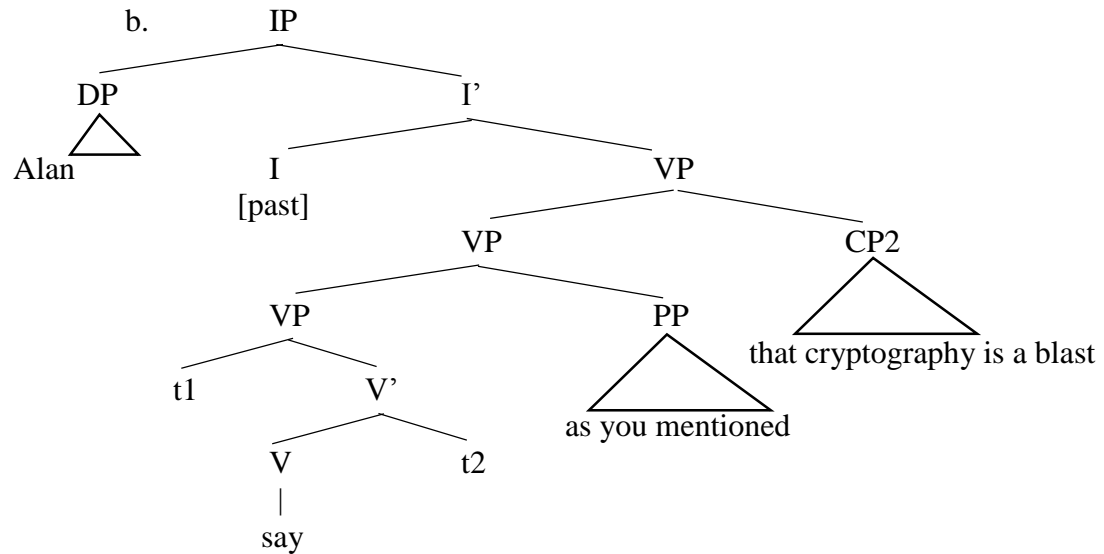 b. IP
DP I’
Alan I VP
[past]
VP CP2
VP PP
that cryptography is a blast
t1 V’
as you mentioned
V t2
say